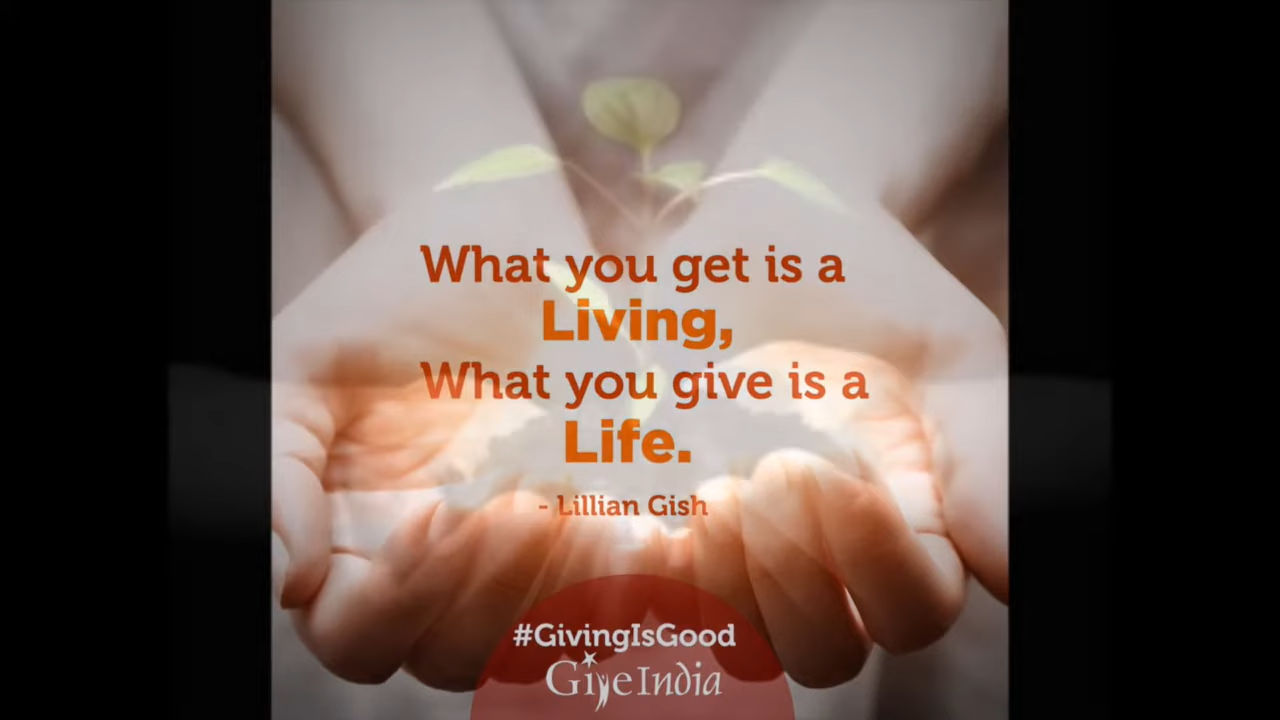 What you get is a
Living,
What you give is a
Life.
- Lillian Gish
#GivingIsGood
GiveIndia